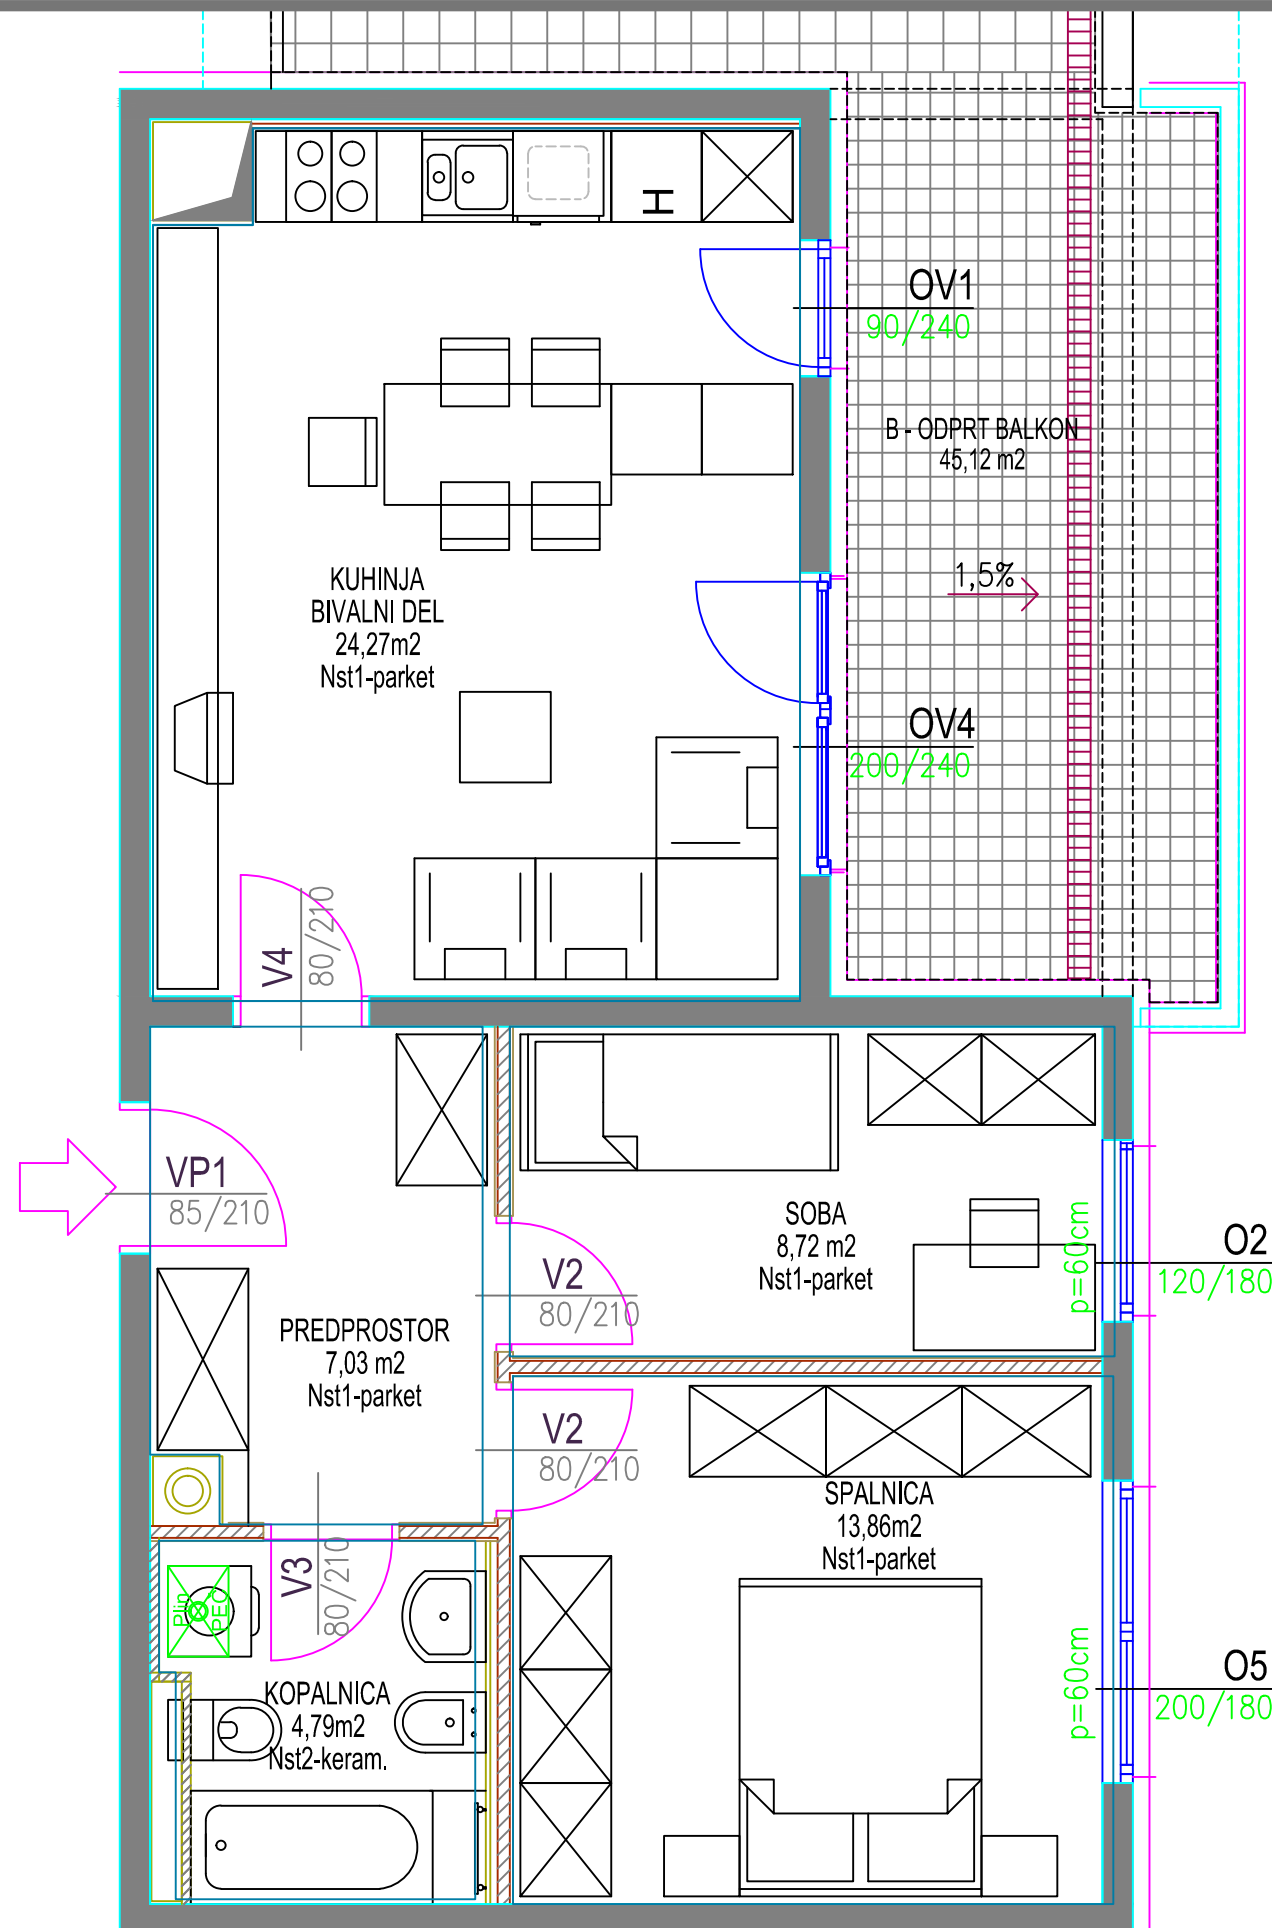 H
OV1
90/240
B - ODPRT BALKON
45,12 m2
1,5%
KUHINJA
BIVALNI DEL
24,27m2
Nst1-parket
OV4
200/240
V4
80/210
VP1
85/210
SOBA
8,72 m2
Nst1-parket
p=60cm
O2
120/180
V2
80/210
PREDPROSTOR
7,03 m2
Nst1-parket
V2
80/210
SPALNICA
13,86m2
Nst1-parket
V3
80/210
Plin
PEČ
p=60cm
O5
200/180
KOPALNICA
4,79m2
Nst2-keram.